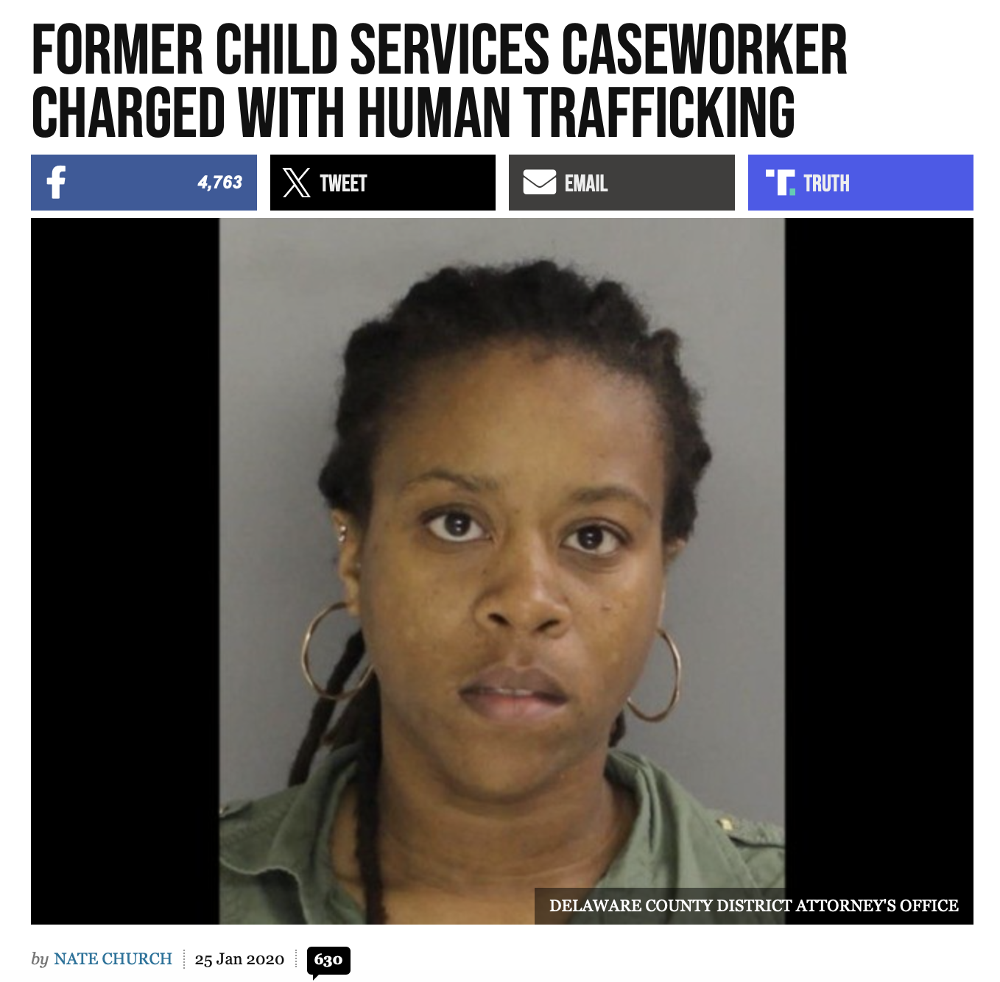 FORMER CHILD SERVICES CASEWORKER
CHARGED WITH HUMAN TRAFFICKING
4,763
TWEET
EMAIL
TRUTH
DELAWARE COUNTY DISTRICT ATTORNEY'S OFFICE
by NATE CHURCH 25 Jan 2020 630